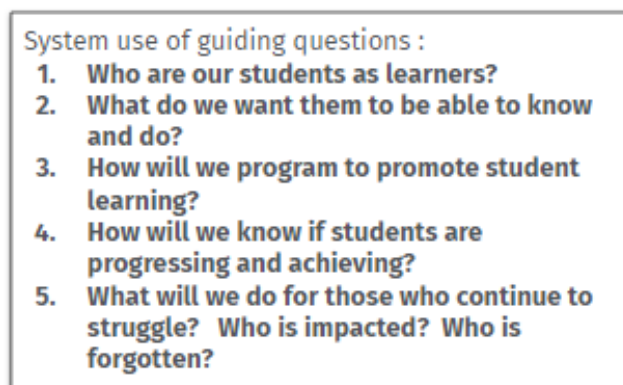 System use of guiding questions :
1. Who are our students as learners?
2. What do we want them to be able to know
and do?
3. How will we program to promote student
learning?
4. How will we know if students are
progressing and achieving?
5. What will we do for those who continue to
struggle? Who is impacted? Who is
forgotten?